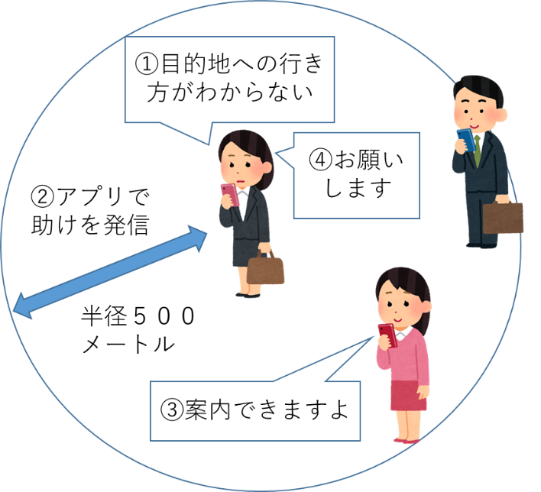 ①目的地への行き
方がわからない
④お願い
します
②アプリで
助けを発信
半径５００
メートル
③案内できますよ